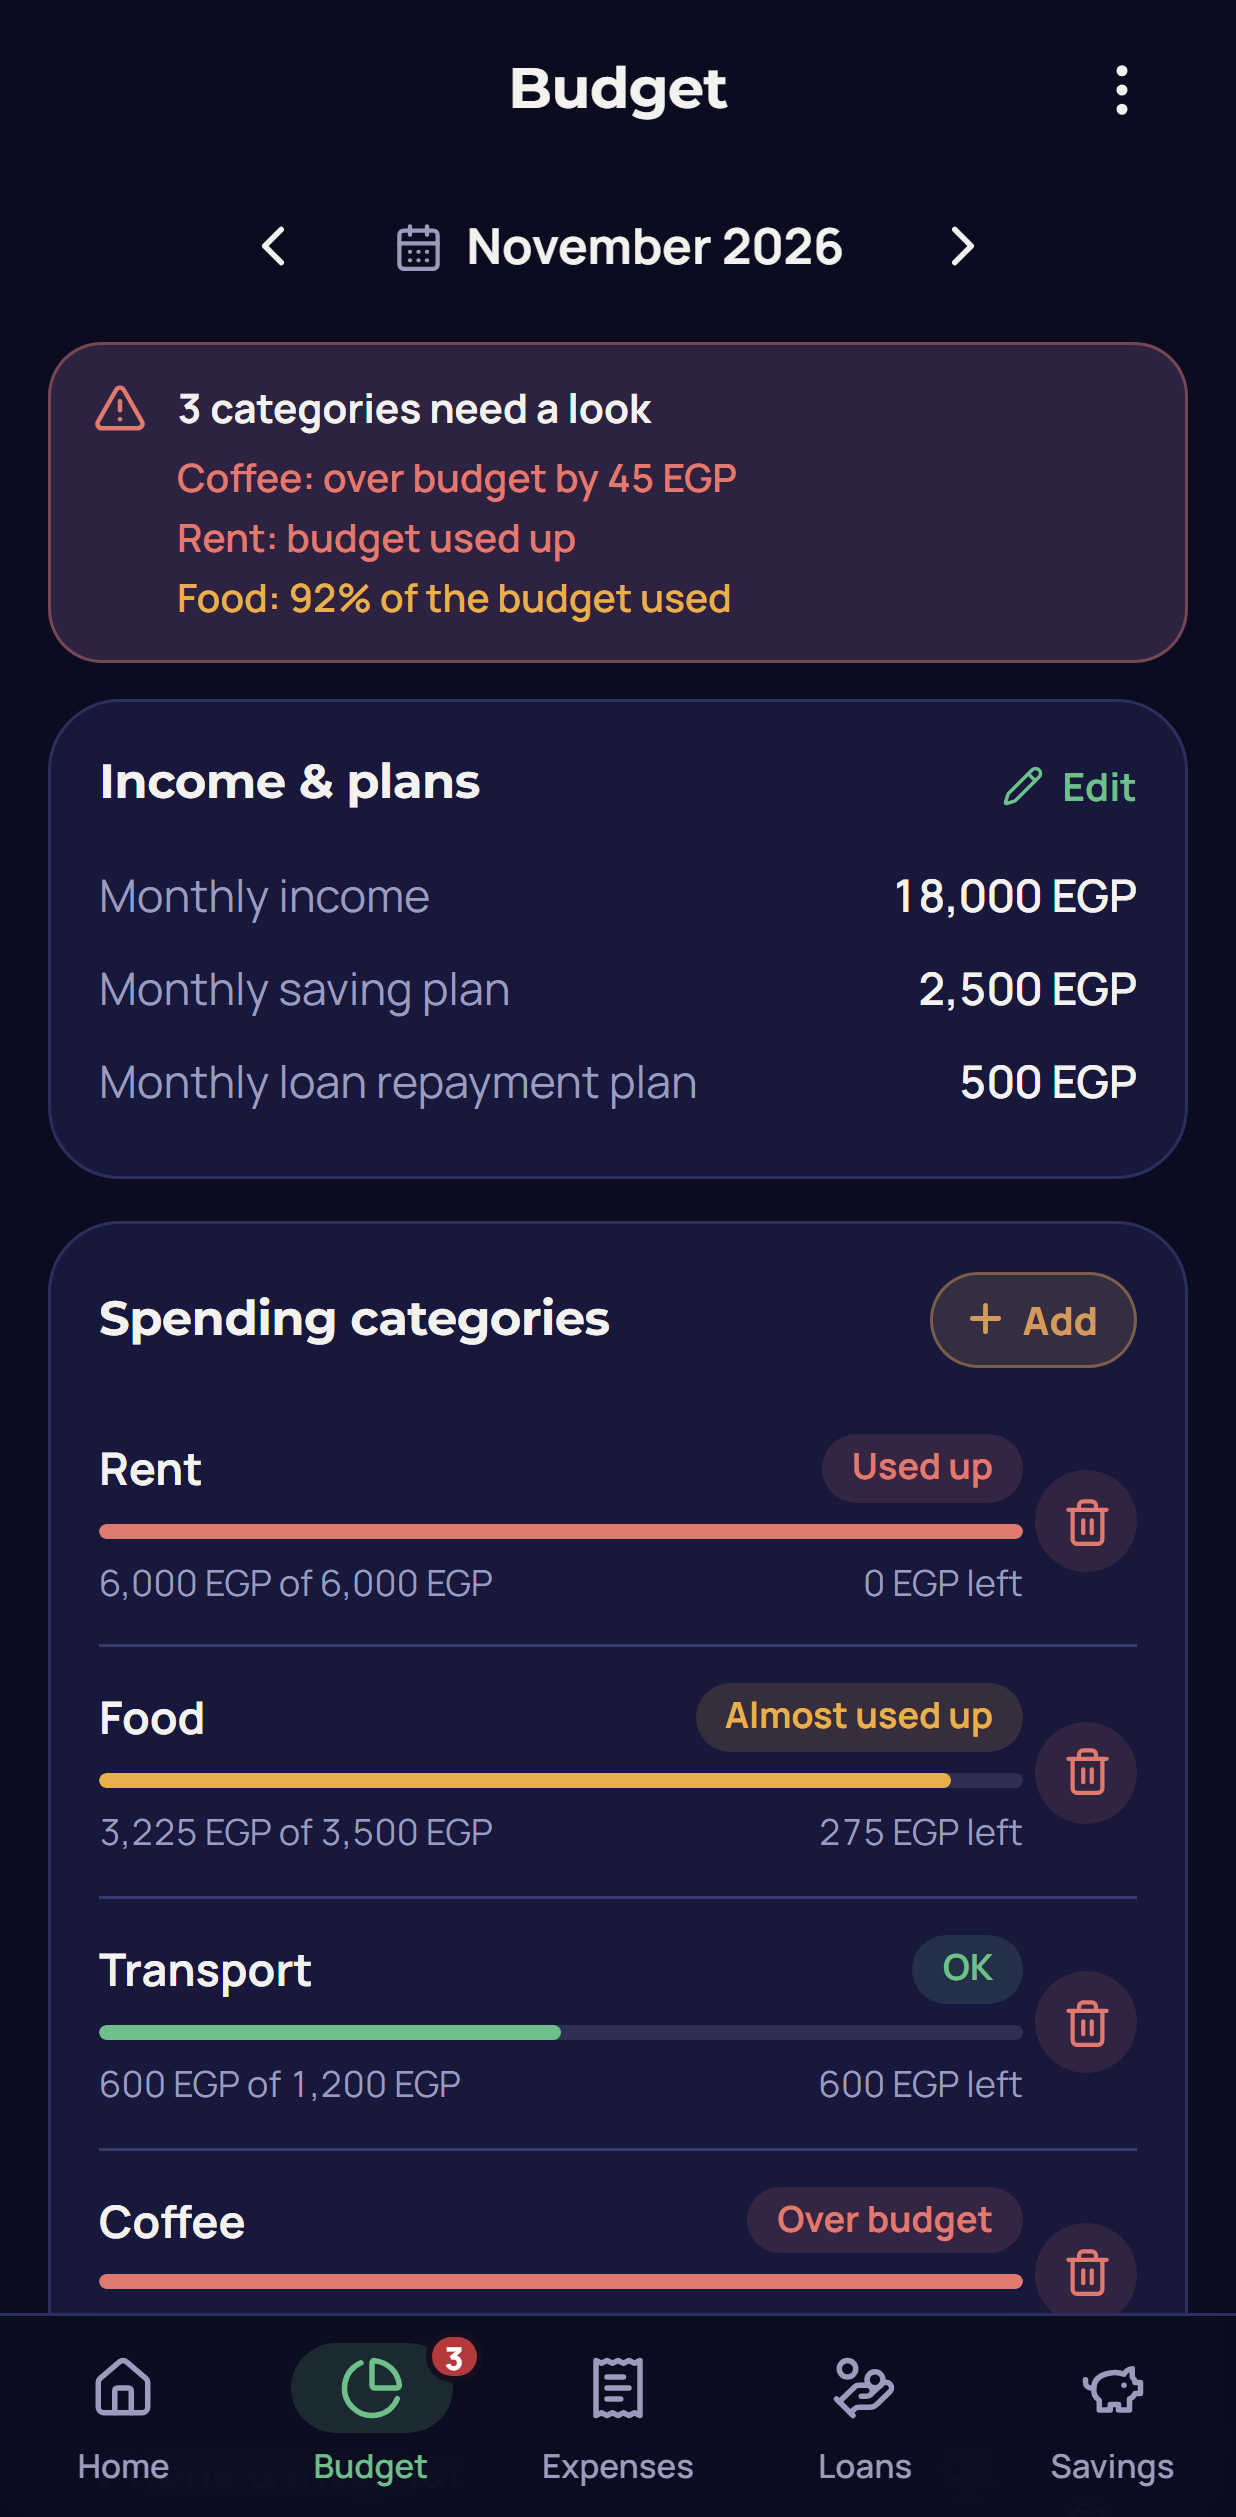 Budget
November 2026
3 categories need a look
Coffee: over budget by 45 EGP
Rent: budget used up
Food: 92% of the budget used
Income & plans
Edit
Monthly income
18,000 EGP
Monthly saving plan
2,500 EGP
Monthly loan repayment plan
500 EGP
Spending categories
Add
Rent
Used up
6,000 EGP of 6,000 EGP
0 EGP left
Food
Almost used up
3,225 EGP of 3,500 EGP
275 EGP left
Transport
OK
600 EGP of 1,200 EGP
600 EGP left
Coffee
Over budget
3
Home
Budget
Expenses
Loans
Savings